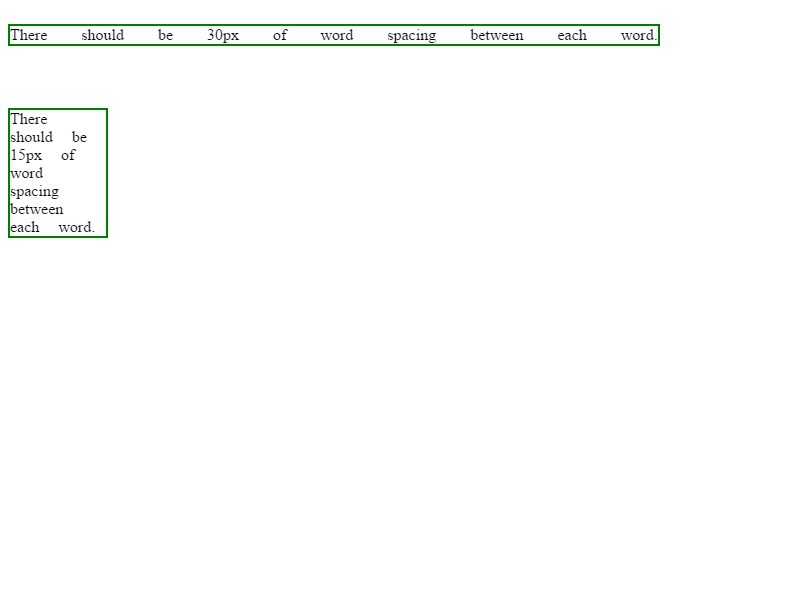 There should be 30px of word spacing between each word.
There
should be
15px of
word
spacing
between
each word.